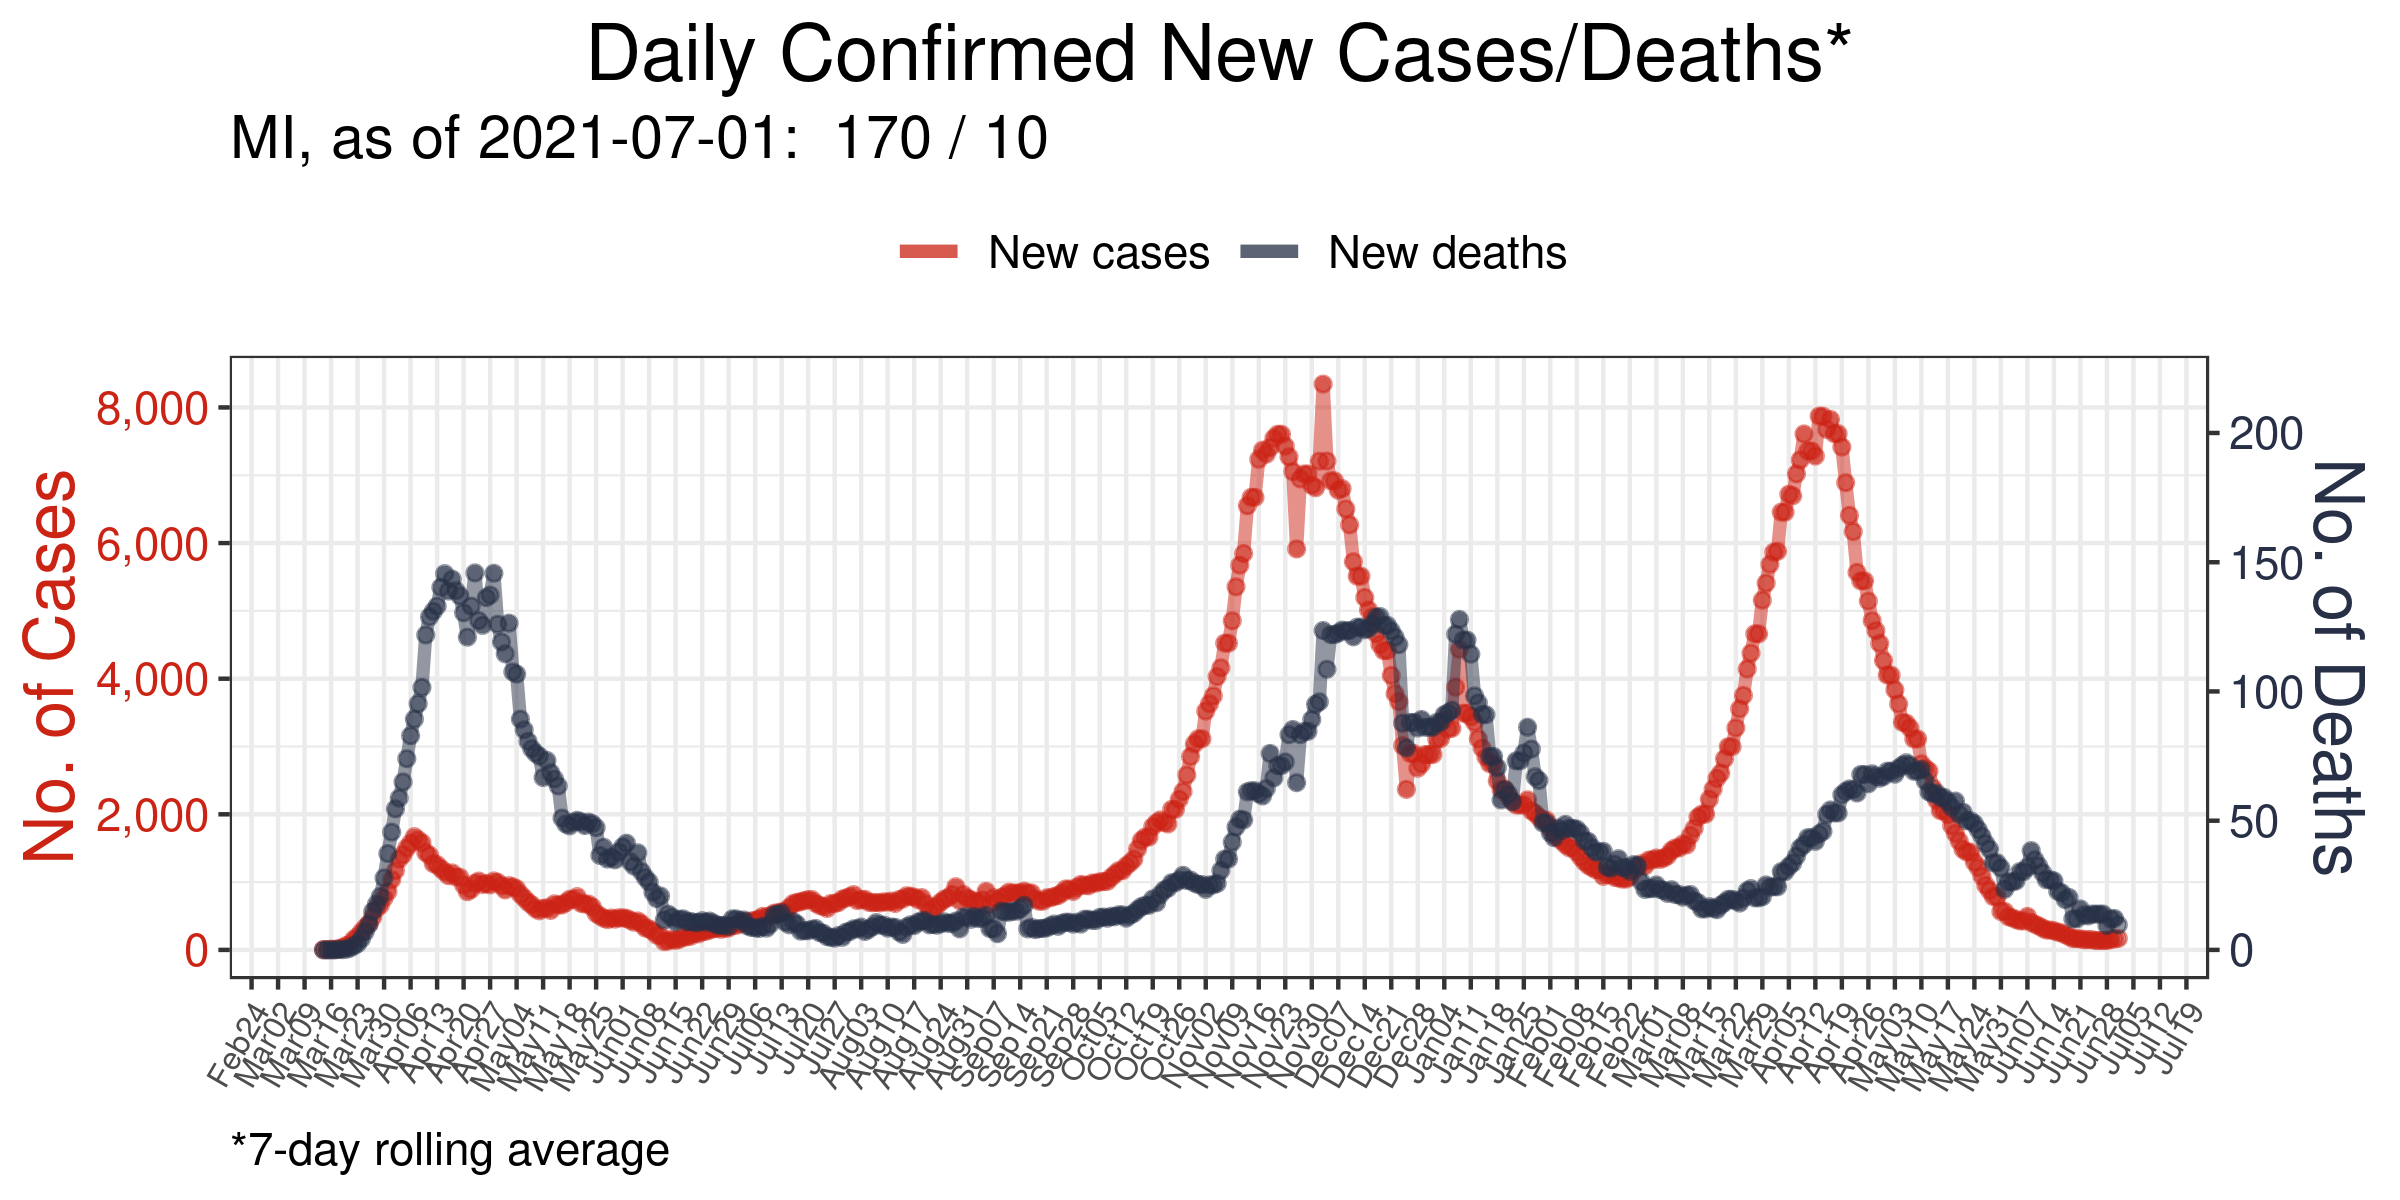 Daily Confirmed New Cases/Deaths*
MI, as of 2021-07-01:  170 / 10
New cases New deaths
No. of Cases
8,000
6,000
4,000
2,000
0
200
150
100
50
0
No. of Deaths
Feb24
Mar02
Mar09
Mar16
Mar23
Mar30
Apr06
Apr13
Apr20
Apr27
May04
May11
May18
May25
Jun01
Jun08
Jun15
Jun22
Jun29
Jul06
Jul13
Jul20
Jul27
Aug03
Aug10
Aug17
Aug24
Aug31
Sep07
Sep14
Sep21
Sep28
Oct05
Oct12
Oct19
Oct26
Nov02
Nov09
Nov16
Nov23
Nov30
Dec07
Dec14
Dec21
Dec28
Jan04
Jan11
Jan18
Jan25
Feb01
Feb08
Feb15
Feb22
Mar01
Mar08
Mar15
Mar22
Mar29
Apr05
Apr12
Apr19
Apr26
May03
May10
May17
May24
May31
Jun07
Jun14
Jun21
Jun28
Jul05
Jul12
Jul19
*7-day rolling average